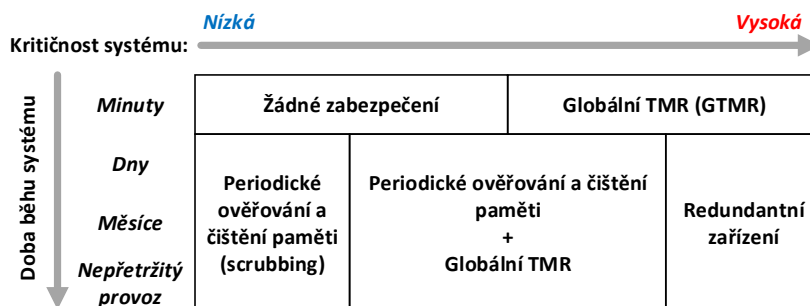 Nízká
Vysoká
Kritičnost systému:
Doba běhu systému
Minuty
Žádné zabezpečení
Globální TMR (GTMR)
Dny
Měsíce
Nepřetržitý
provoz
Periodické
ověřování a
čištění paměti
(scrubbing)
Periodické ověřování a čištění
paměti
+
Globální TMR
Redundantní
zařízení